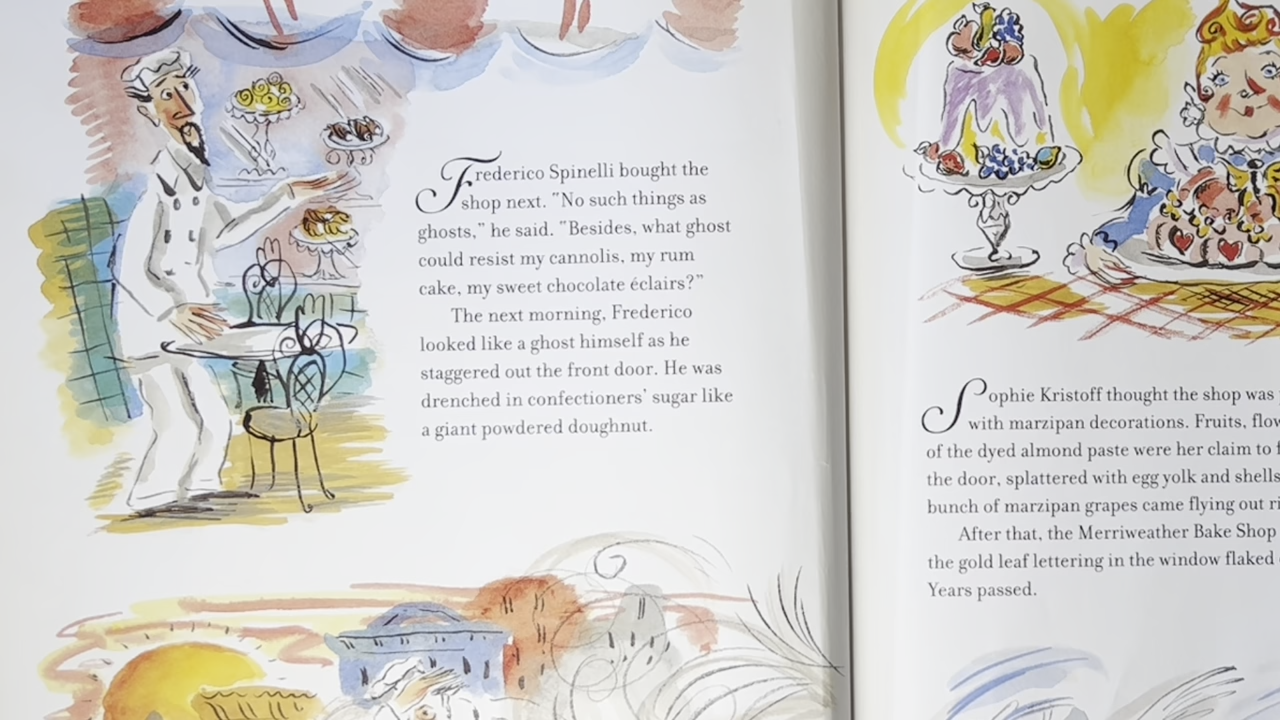 Frederico Spinelli bought the
shop next. "No such things as
ghosts," he said. "Besides, what ghost
could resist my cannolis, my rum
cake, my sweet chocolate éclairs?"
The next morning, Frederico
looked like a ghost himself as he
staggered out the front door. He was
drenched in confectioners' sugar like
a giant powdered doughnut.
Sophie Kristoff thought the shop was
with marzipan decorations. Fruits,
of the dyed almond paste were her claim to
the door, splattered with egg yolk and shells
bunch of marzipan grapes came flying out
After that, the Merriweather Bake Shop
the gold leaf lettering in the window flaked
Years passed.